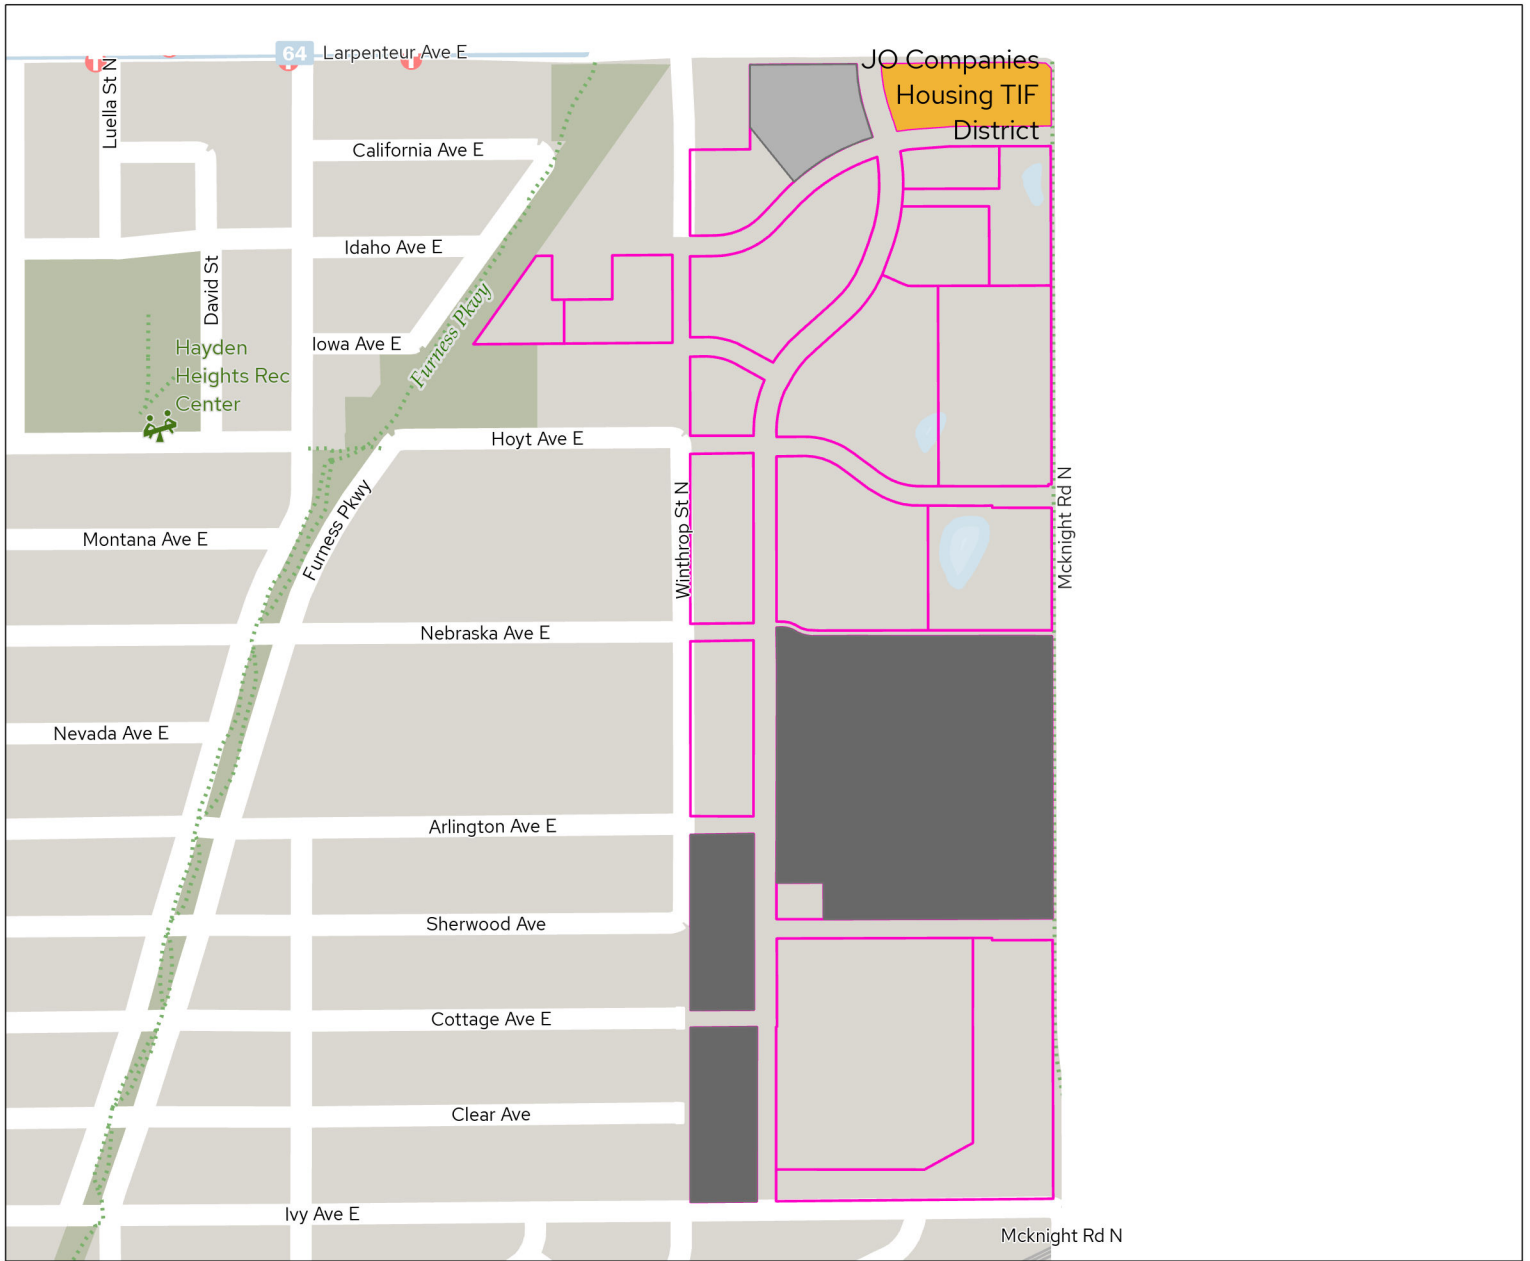 64
Larpenteur Ave E
JO Companies
Housing TIF
District
Luella St N
California Ave E
Idaho Ave E
David St
Furness Pkwy
Iowa Ave E
Hayden
Heights Rec
Center
Hoyt Ave E
Furness Pkwy
Winthrop St N
Mcknight Rd N
Montana Ave E
Nebraska Ave E
Nevada Ave E
Arlington Ave E
Sherwood Ave
Cottage Ave E
Clear Ave
Ivy Ave E
Mcknight Rd N